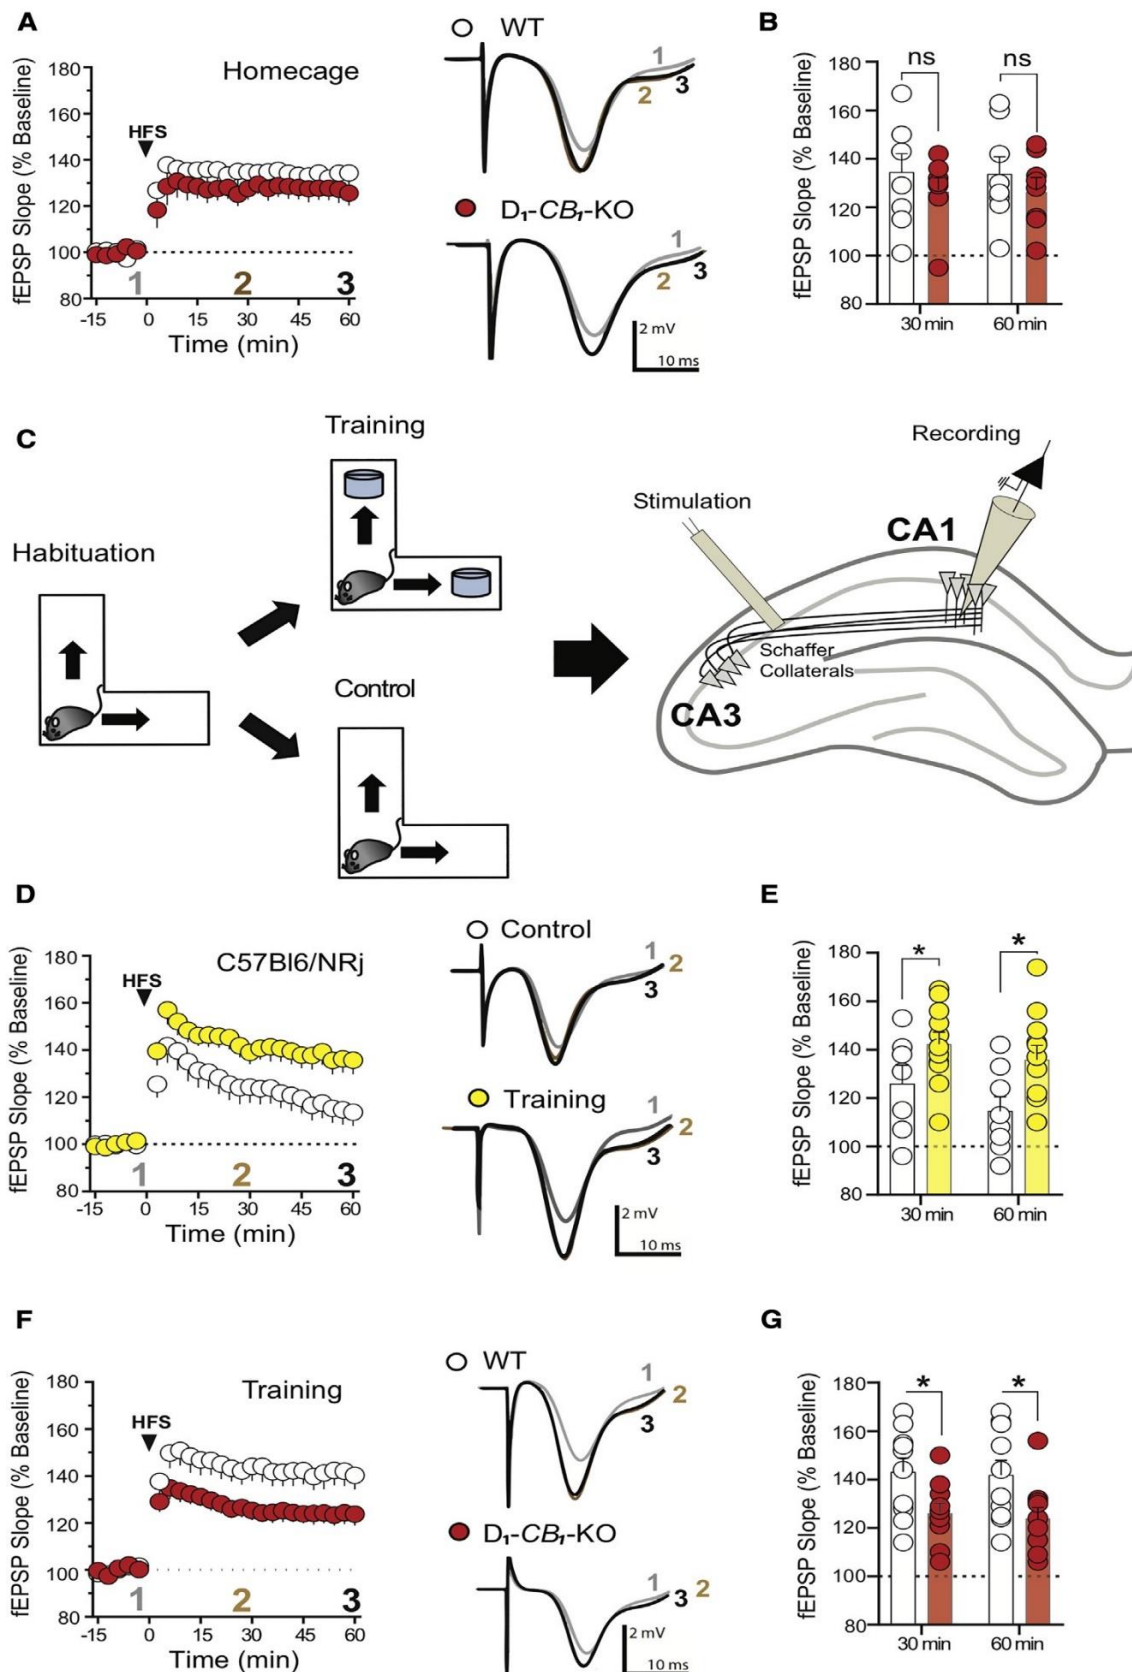 A
fEPSP Slope (% Baseline)
180
160
140
120
100
80
Homecage
HFS
1
2
3
-15 0 15 30 45 60
Time (min)
WT
1
2
3
D₁-CB₁-KO
1
2
3
2 mV
10 ms
B
fEPSP Slope (% Baseline)
180
160
140
120
100
80
ns
ns
30 min
60 min
C
Habituation
Training
Control
Stimulation
Recording
CA1
Schaffer
Collaterals
CA3
D
fEPSP Slope (% Baseline)
180
160
140
120
100
80
C57Bl6/NRj
HFS
1
2
3
-15 0 15 30 45 60
Time (min)
Control
1
2
3
Training
1
2
3
2 mV
10 ms
E
fEPSP Slope (% Baseline)
180
160
140
120
100
80
*
*
30 min
60 min
F
fEPSP Slope (% Baseline)
180
160
140
120
100
80
Training
HFS
1
2
3
-15 0 15 30 45 60
Time (min)
WT
1
2
3
D₁-CB₁-KO
1
3
2
2 mV
10 ms
G
fEPSP Slope (% Baseline)
180
160
140
120
100
80
*
*
30 min
60 min